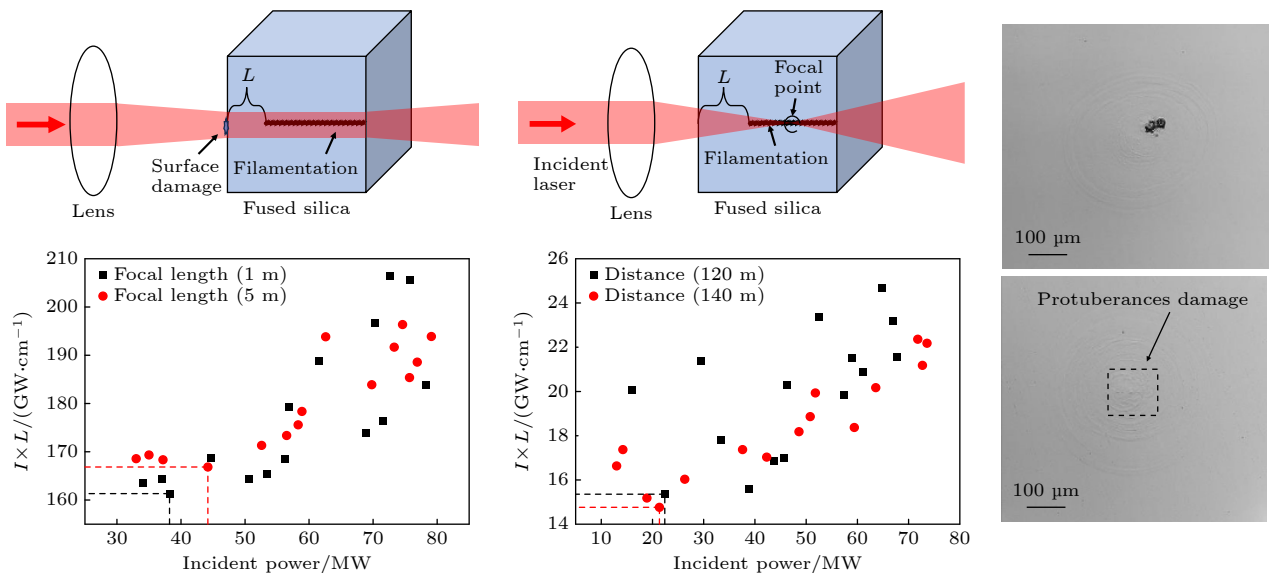 L
Surface
damage
Filamentation
Lens
Fused silica
L
Focal
point
Incident
laser
Filamentation
Lens
Fused silica
100 µm
Protuberances damage
100 µm
Focal length (1 m)
Focal length (5 m)
210
200
190
180
170
160
I×L/(GW·cm⁻¹)
30
40
50
60
70
80
Incident power/MW
Distance (120 m)
Distance (140 m)
26
24
22
20
18
16
14
I×L/(GW·cm⁻¹)
10
20
30
40
50
60
70
80
Incident power/MW